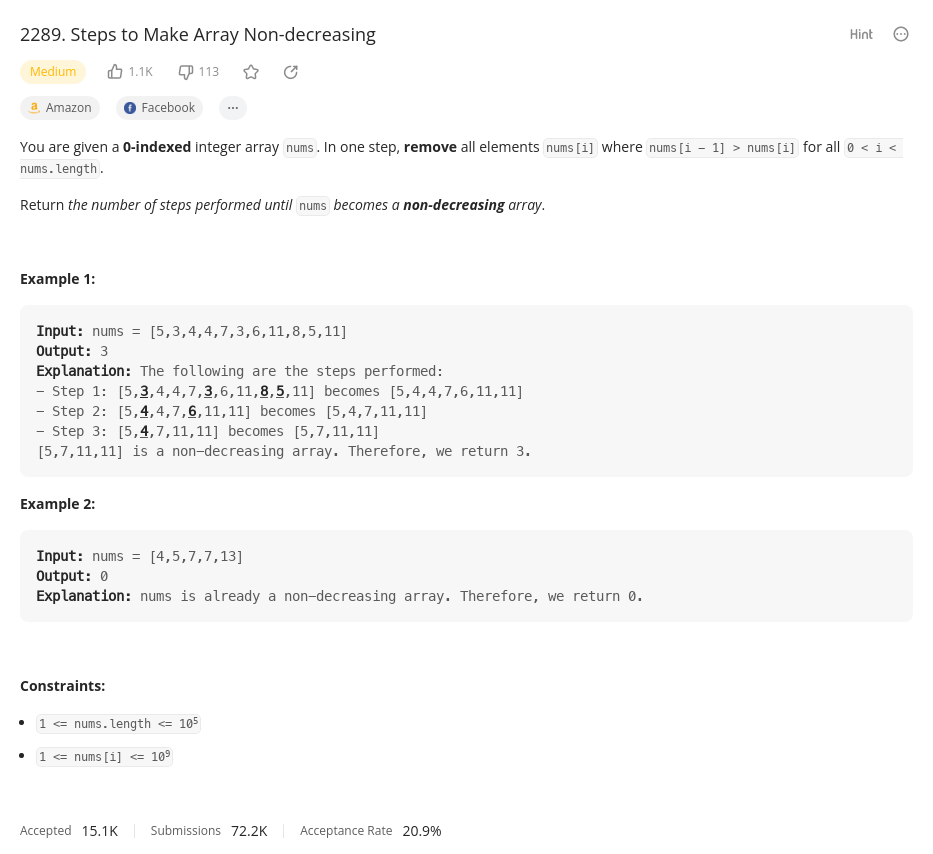 2289. Steps to Make Array Non-decreasing
Hint
Medium
1.1K
113
Amazon
Facebook
You are given a 0-indexed integer array nums. In one step, remove all elements nums[i] where nums[i - 1] > nums[i] for all 0 < i <
nums.length.
Return the number of steps performed until nums becomes a non-decreasing array.
Example 1:
Input: nums = [5,3,4,4,7,3,6,11,8,5,11]
Output: 3
Explanation: The following are the steps performed:
- Step 1: [5,3,4,4,7,3,6,11,8,5,11] becomes [5,4,4,7,6,11,11]
- Step 2: [5,4,4,7,6,11,11] becomes [5,4,7,11,11]
- Step 3: [5,4,7,11,11] becomes [5,7,11,11]
[5,7,11,11] is a non-decreasing array. Therefore, we return 3.
Example 2:
Input: nums = [4,5,7,7,13]
Output: 0
Explanation: nums is already a non-decreasing array. Therefore, we return 0.
Constraints:
• 1 <= nums.length <= 10⁵
• 1 <= nums[i] <= 10⁹
Accepted 15.1K Submissions 72.2K Acceptance Rate 20.9%